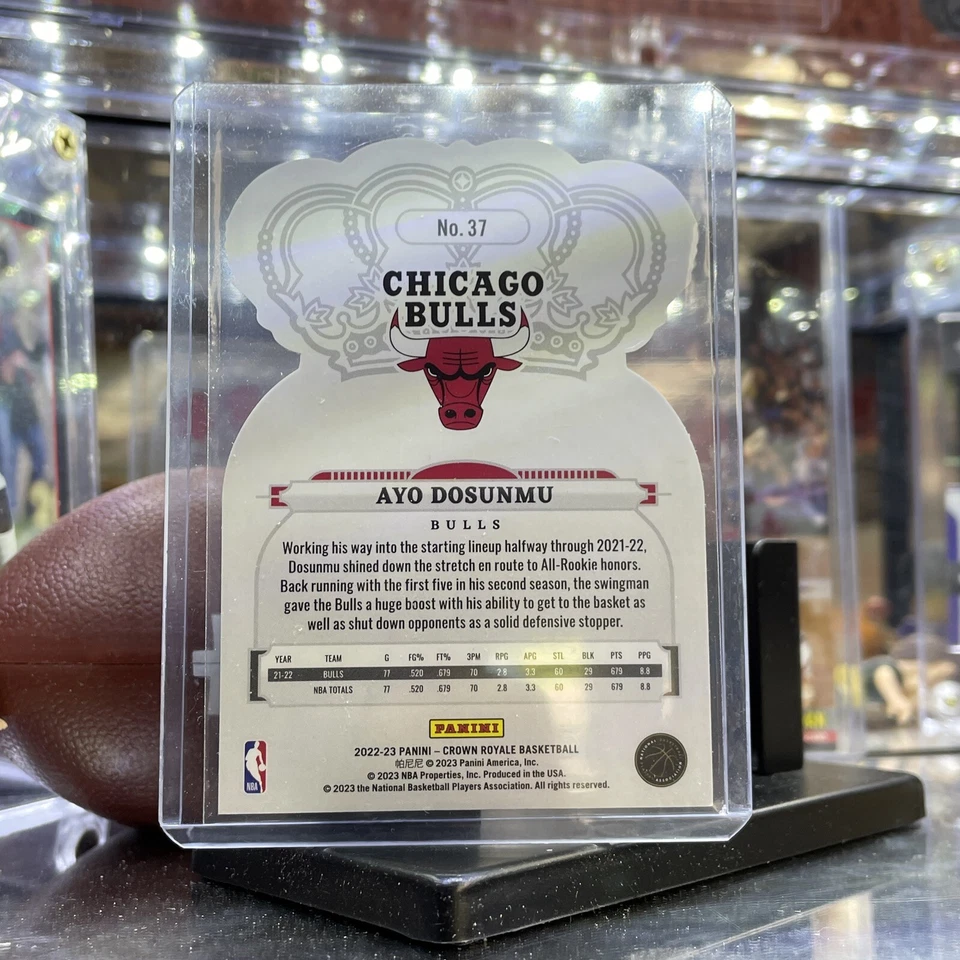 No. 37
CHICAGO
BULLS
AYO DOSUNMU
BULLS
Working his way into the starting lineup halfway through 2021-22,
Dosunmu shined down the stretch en route to All-Rookie honors.
Back running with the first five in his second season, the swingman
gave the Bulls a huge boost with his ability to get to the basket as
well as shut down opponents as a solid defensive stopper.
YEAR TEAM G FG% FT% 3PM RPG APG STL BLK PTS PPG
21-22 BULLS 77 .520 .679 70 2.8 3.3 60 29 679 8.8
NBA TOTALS 77 .520 .679 70 2.8 3.3 60 29 679 8.8
PANINI
2022-23 PANINI – CROWN ROYALE BASKETBALL
帕尼尼 © 2023 Panini America, Inc.
© 2023 NBA Properties, Inc. Produced in the USA.
© 2023 the National Basketball Players Association. All rights reserved.
NBA